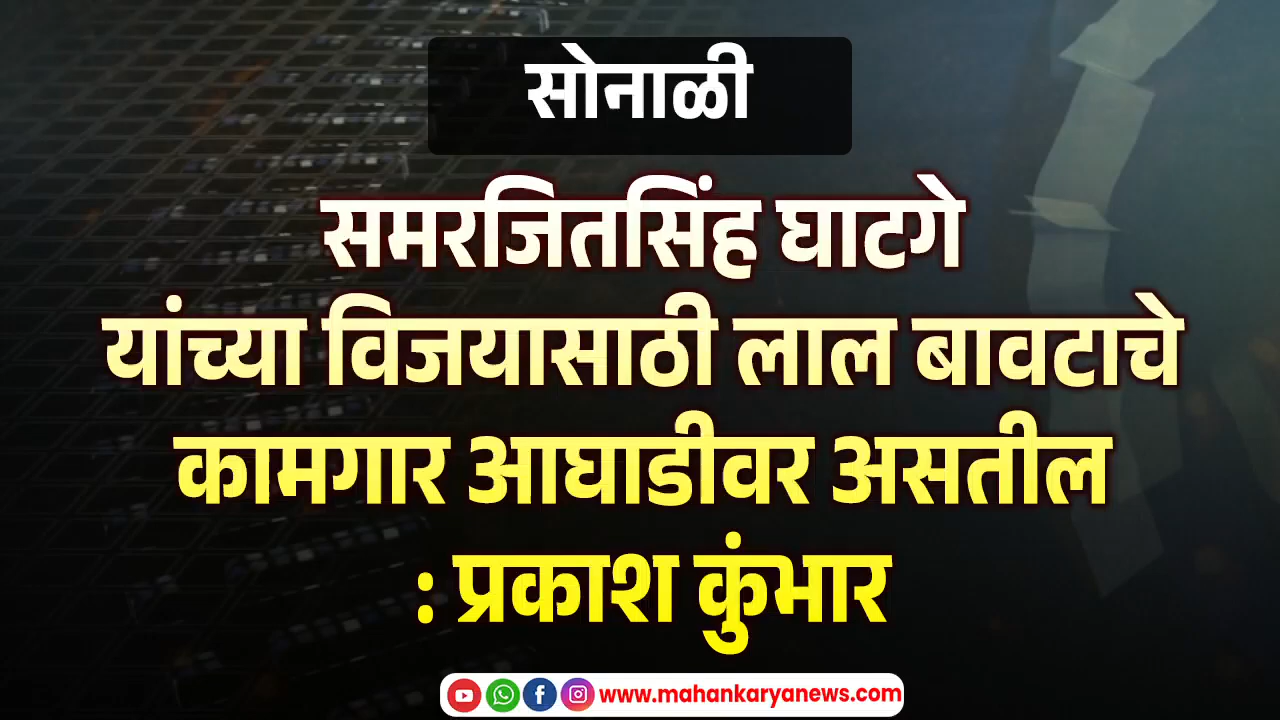 सोनाळी
समरजितसिंह घाटगे
यांच्या विजयासाठी लाल बावटाचे
कामगार आघाडीवर असतील
: प्रकाश कुंभार
www.mahankaryanews.com